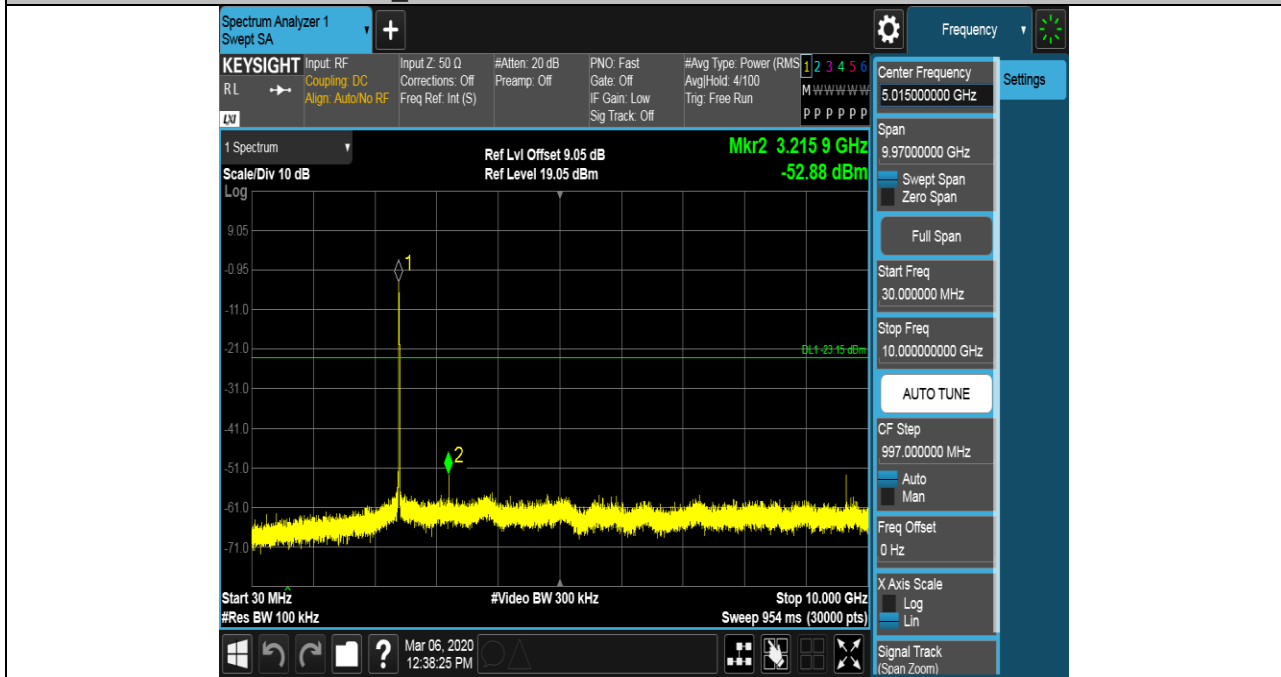 Spectrum Analyzer 1
Swept SA
+
Frequency
KEYSIGHT
RL
LXI
Input: RF
Coupling: DC
Align: Auto/No RF
Input Z: 50 Ω
Corrections: Off
Freq Ref: Int (S)
#Atten: 20 dB
Preamp: Off
PNO: Fast
Gate: Off
IF Gain: Low
Sig Track: Off
#Avg Type: Power (RMS
Avg|Hold: 4/100
Trig: Free Run
1 2 3 4 5 6
M W W W W W
P P P P P P
1 Spectrum
Scale/Div 10 dB
Ref Lvl Offset 9.05 dB
Ref Level 19.05 dBm
Mkr2 3.215 9 GHz
-52.88 dBm
Log
9.05
-0.95
-11.0
-21.0
-31.0
-41.0
-51.0
-61.0
-71.0
1
2
DL1 -23.15 dBm
Start 30 MHz
#Res BW 100 kHz
#Video BW 300 kHz
Stop 10.000 GHz
Sweep 954 ms (30000 pts)
?
Mar 06, 2020
12:38:25 PM
Center Frequency
5.015000000 GHz
Settings
Span
9.97000000 GHz
Swept Span
Zero Span
Full Span
Start Freq
30.000000 MHz
Stop Freq
10.000000000 GHz
AUTO TUNE
CF Step
997.000000 MHz
Auto
Man
Freq Offset
0 Hz
X Axis Scale
Log
Lin
Signal Track
(Span Zoom)